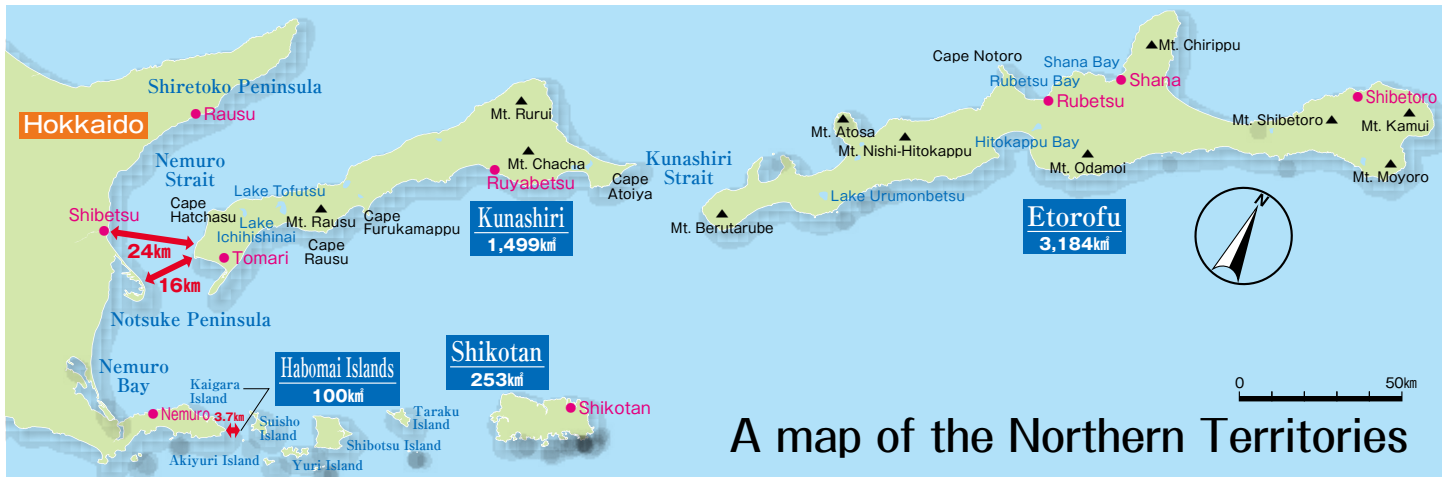 Hokkaido
Shiretoko Peninsula
Rausu
Nemuro
Strait
Shibetsu
24km
16km
Notsuke Peninsula
Nemuro
Bay
Nemuro
3.7km
Cape
Hatchasu
Lake Tofutsu
Lake
Ichihishinai
Tomari
Mt. Rausu
Cape
Rausu
Cape
Furukamappu
Mt. Rurui
Mt. Chacha
Ruyabetsu
Cape
Atoiya
Kunashiri
1,499k㎡
Kunashiri
Strait
Habomai Islands
100k㎡
Kaigara
Island
Suisho
Island
Akiyuri Island
Yuri Island
Shibotsu Island
Taraku
Island
Shikotan
253k㎡
Shikotan
Mt. Berutarube
Mt. Atosa
Mt. Nishi-Hitokappu
Lake Urumonbetsu
Cape Notoro
Shana Bay
Rubetsu Bay
Shana
Rubetsu
Mt. Chirippu
Hitokappu Bay
Mt. Odamoi
Etorofu
3,184k㎡
Shibetoro
Mt. Shibetoro
Mt. Kamui
Mt. Moyoro
N
0
50km
A map of the Northern Territories